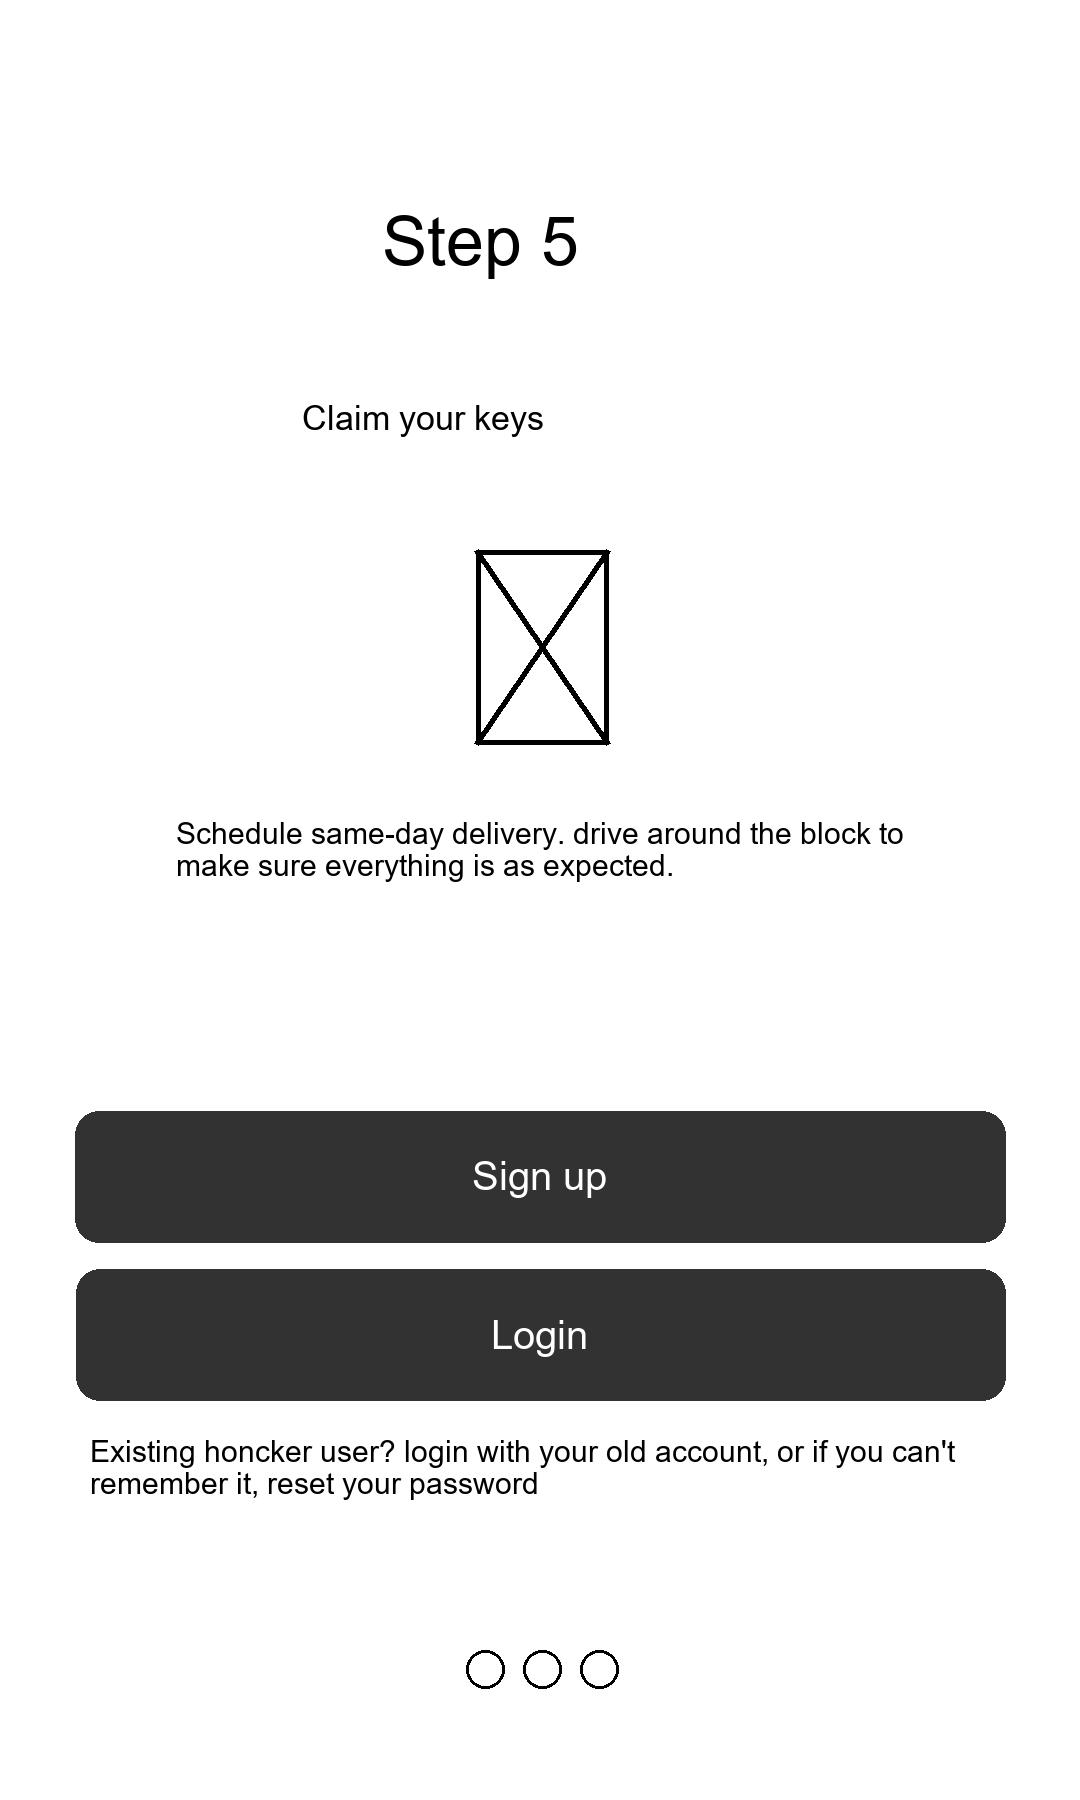 Step 5
Claim your keys
Schedule same-day delivery. drive around the block to
make sure everything is as expected.
Sign up
Login
Existing honcker user? login with your old account, or if you can't
remember it, reset your password